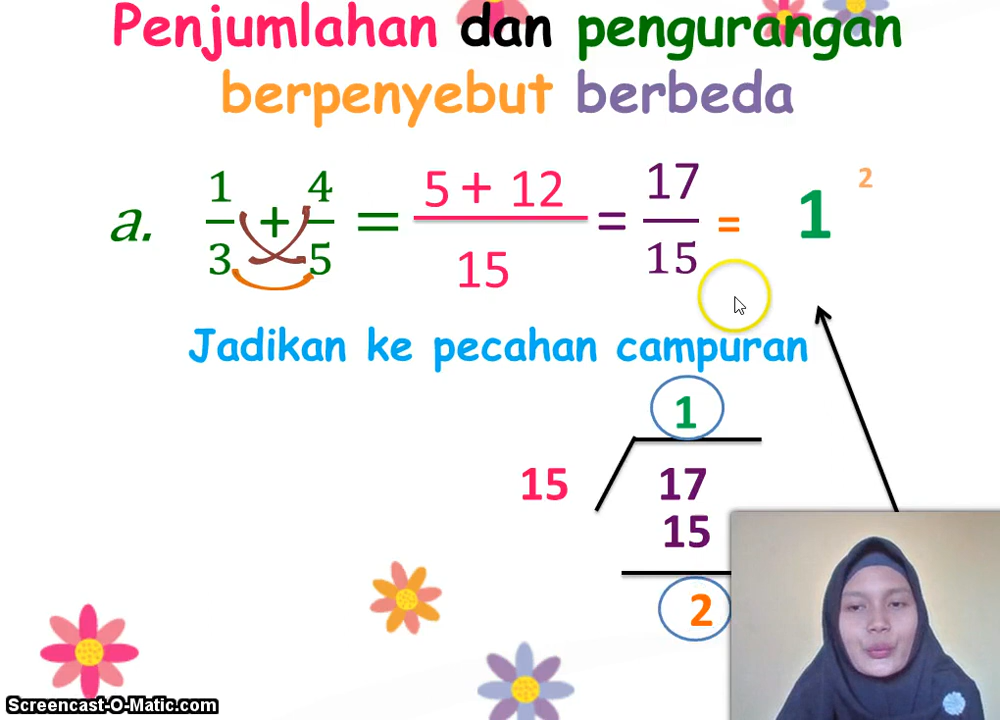 Penjumlahan dan pengurangan
berpenyebut berbeda
a. 1/3 + 4/5 = 5 + 12/15 = 17/15 = 1 2
Jadikan ke pecahan campuran
1
15 17
15
2
Screencast-O-Matic.com